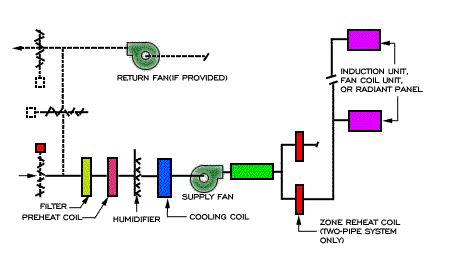 RETURN FAN(IF PROVIDED)
INDUCTION UNIT,
FAN COIL UNIT,
OR RADIANT PANEL
SUPPLY FAN
FILTER
PREHEAT COIL
HUMIDIFIER
COOLING COIL
ZONE REHEAT COIL
(TWO-PIPE SYSTEM
ONLY)